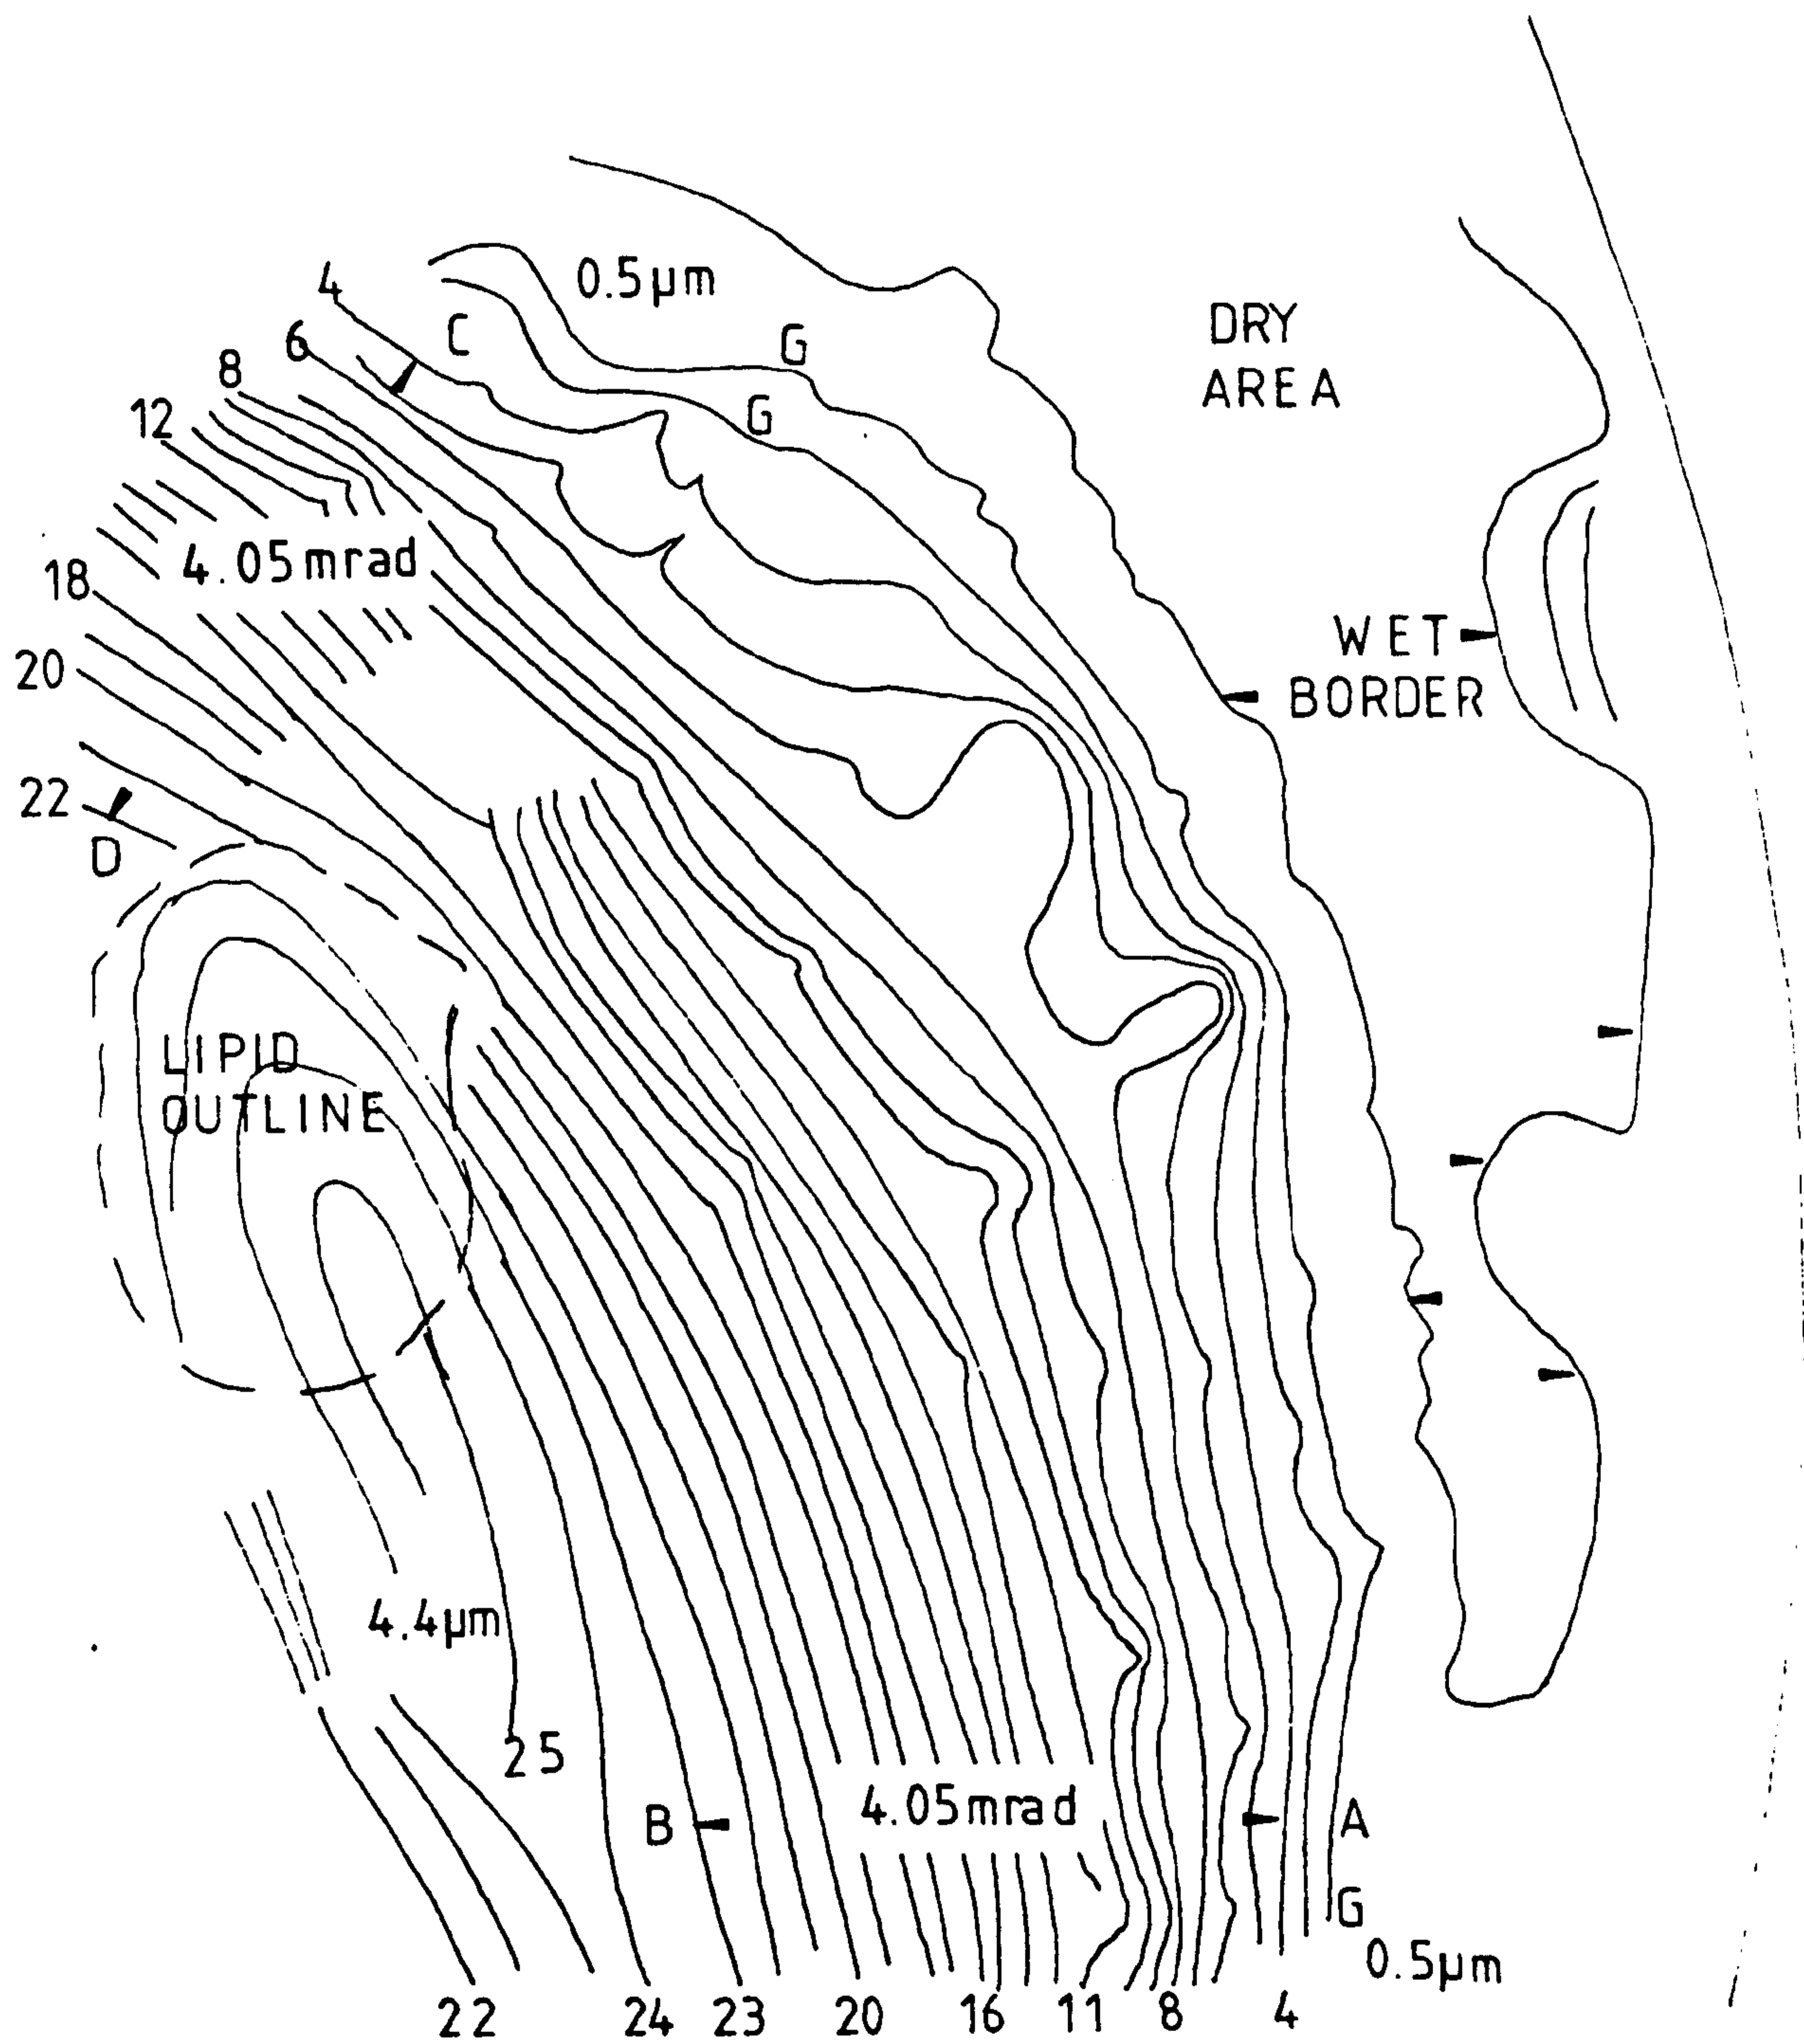 4
0.5μm
C
6
G
DRY
AREA
8
G
12
4.05mrad
18
WET
BORDER
20
22
D
LIPID
OUTLINE
4.4μm
25
B
4.05mrad
A
G
0.5μm
22
24
23
20
16
11
8
4